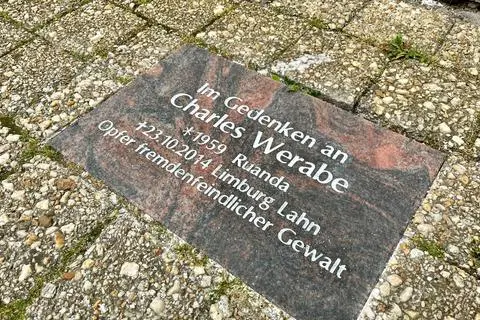 Im Gedenken an
Charles Werabe
*1959 Ruanda
†23.10.2014 Limburg Lahn
Opfer fremdenfeindlicher Gewalt